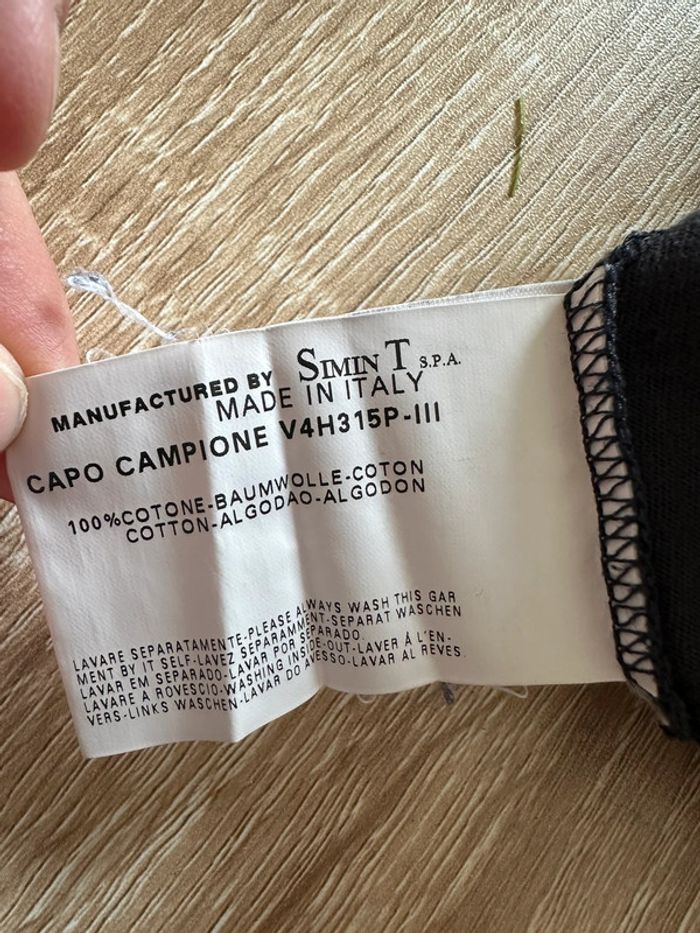 MANUFACTURED BY SIMIN T S.P.A.
MADE IN ITALY
CAPO CAMPIONE V4H315P-III
100%COTONE-BAUMWOLLE-COTON
COTTON-ALGODAO-ALGODON
LAVARE SEPARATAMENTE-PLEASE ALWAYS WASH THIS GAR
MENT BY IT SELF-LAVEZ SEPARAMMENT-SEPARAT WASCHEN
LAVAR EM SEPARADO-LAVAR POR SEPARADO.
LAVARE A ROVESCIO-WASHING INSIDE-OUT-LAVER À L'EN-
VERS-LINKS WASCHEN-LAVAR DO AVESSO-LAVAR AL REVES.